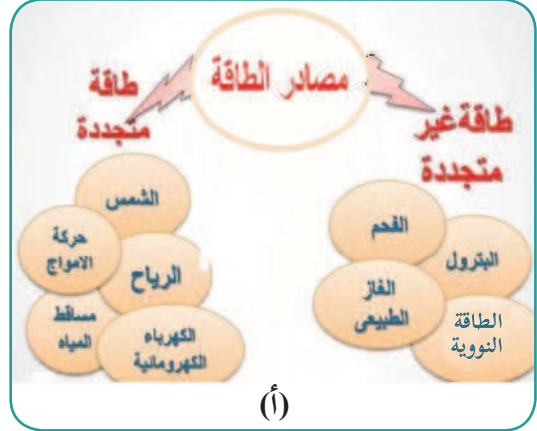 مصادر الطاقة
طاقة غير
متجددة
الفحم
البترول
الغاز
الطبيعى
الطاقة
النووية
طاقة
متجددة
الشمس
حركة
الامواج
الرياح
مساقط
المياه
الكهرباء
الكهرومائية
(أ)